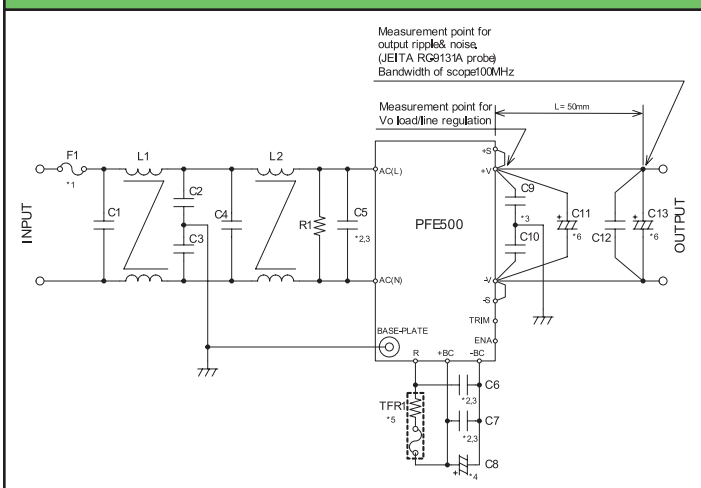 Measurement point for
output ripple& noise.
(JEITA RC-9131A probe)
Bandwidth of scope100MHz
Measurement point for
Vo load/line regulation
L= 50mm
F1
*1
L1
L2
C1
C2
C3
C4
R1
C5
*2,3
INPUT
AC(L)
AC(N)
PFE500
BASE-PLATE
+S
+V
-V
-S
TRIM
ENA
R
+BC
-BC
C9
*3
C10
C11
*6
C12
C13
*6
OUTPUT
TFR1
*5
C6
*2,3
C7
*2,3
C8
*4
+
+
+